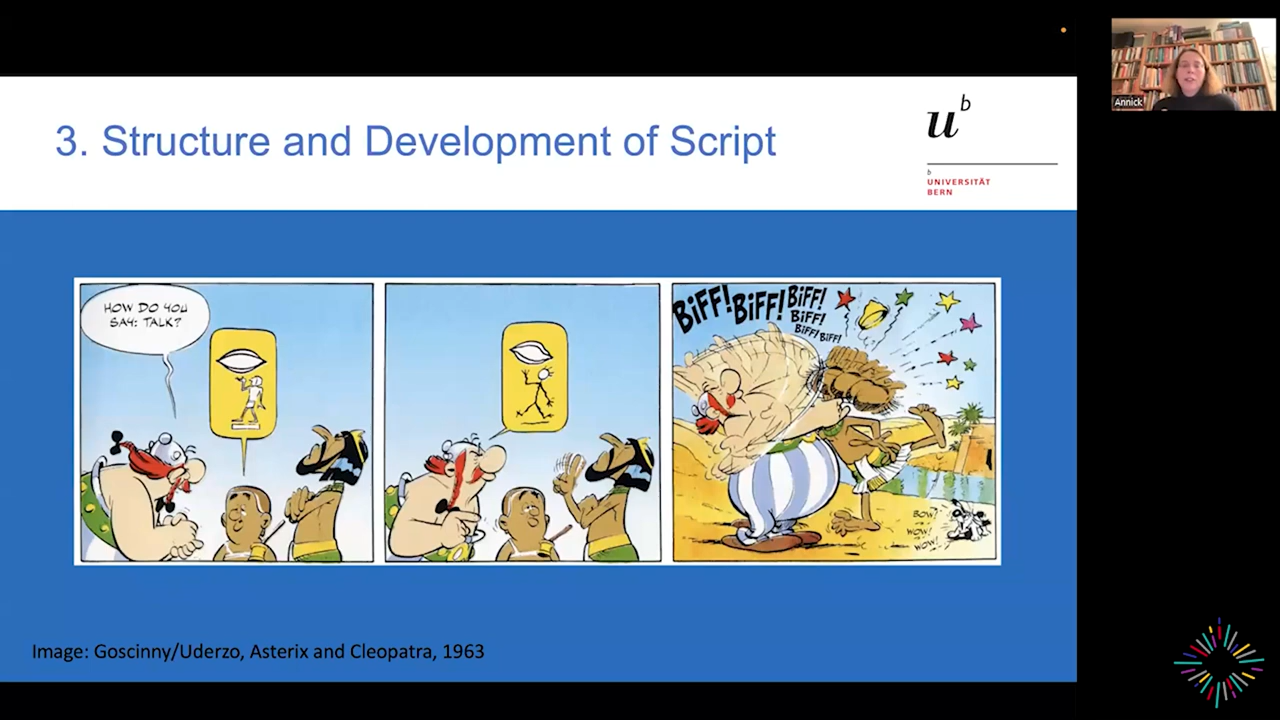 Annick
3. Structure and Development of Script
u b
b
UNIVERSITÄT
BERN
HOW DO YOU
SAY: TALK?
BIFF! BIFF! BIFF!
BIFF!
BIFF! BIFF!
BOW!
WOW!
WOW!
Image: Goscinny/Uderzo, Asterix and Cleopatra, 1963